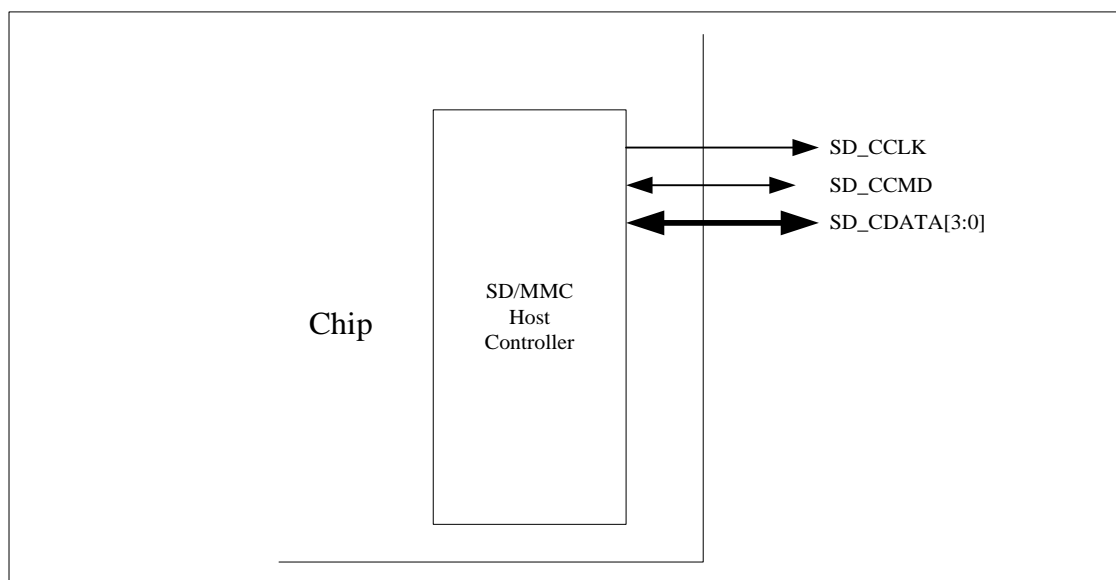 SD_CCLK
SD_CCMD
SD_CDATA[3:0]
SD/MMC
Host
Controller
Chip